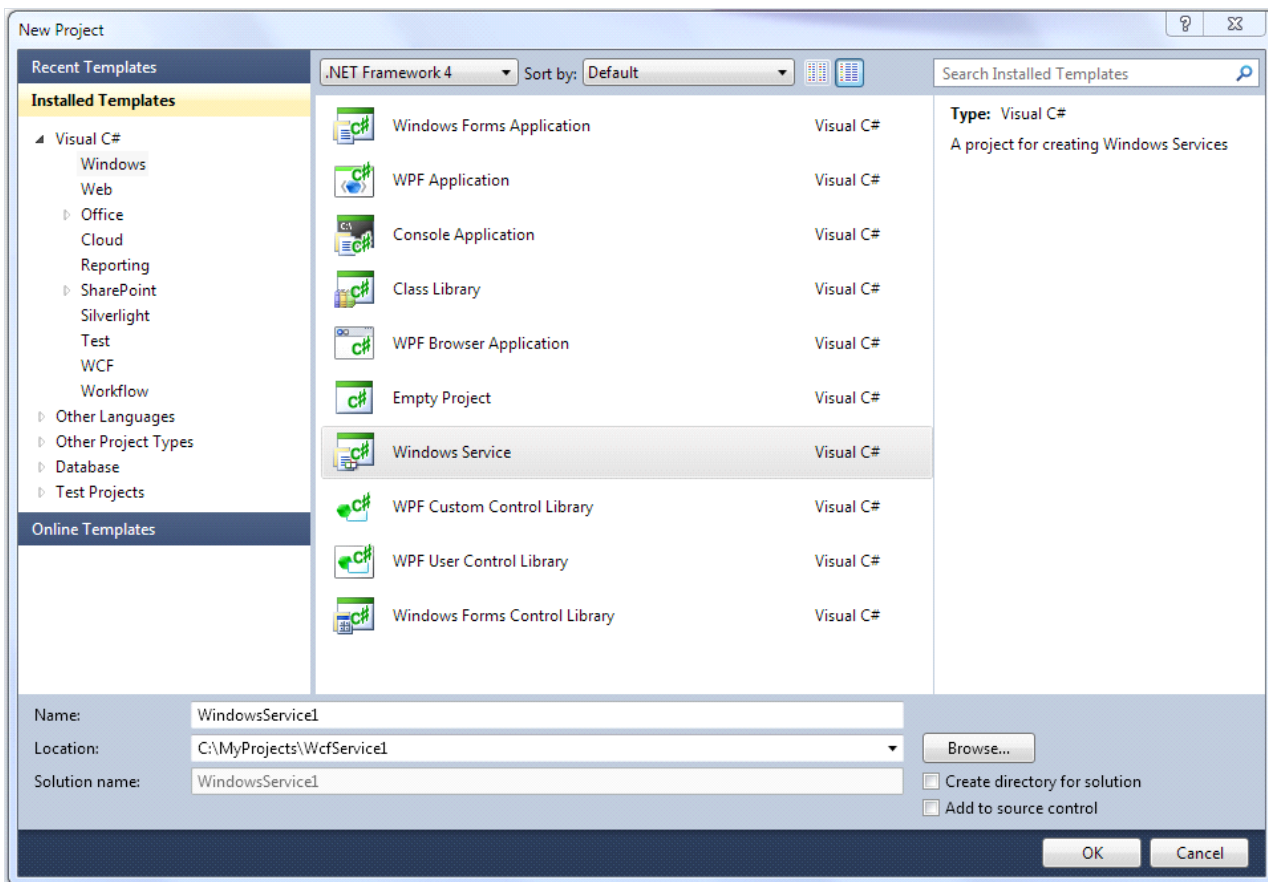 New Project
Recent Templates
Installed Templates
Visual C#
Windows
Web
Office
Cloud
Reporting
SharePoint
Silverlight
Test
WCF
Workflow
Other Languages
Other Project Types
Database
Test Projects
Online Templates
.NET Framework 4 Sort by: Default
Windows Forms Application Visual C#
WPF Application Visual C#
Console Application Visual C#
Class Library Visual C#
WPF Browser Application Visual C#
Empty Project Visual C#
Windows Service Visual C#
WPF Custom Control Library Visual C#
WPF User Control Library Visual C#
Windows Forms Control Library Visual C#
Search Installed Templates
Type: Visual C#
A project for creating Windows Services
Name: WindowsService1
Location: C:\MyProjects\WcfService1 Browse...
Solution name: WindowsService1
Create directory for solution
Add to source control
OK Cancel